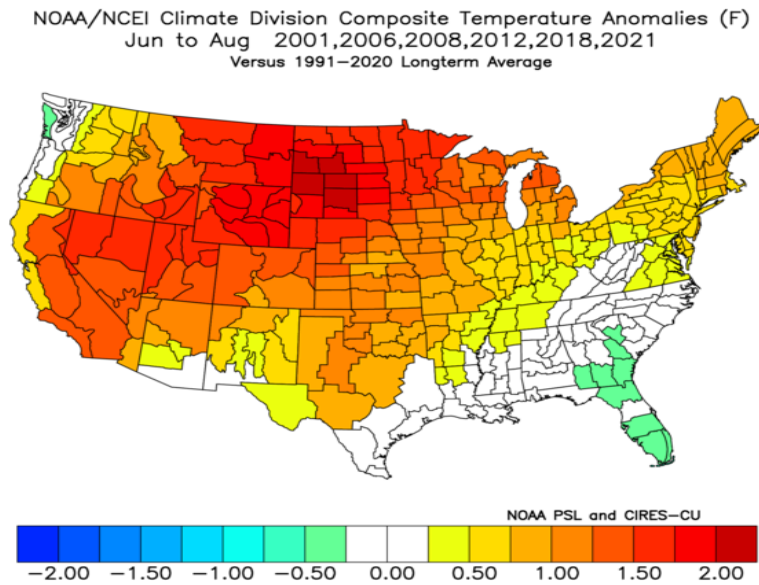 NOAA/NCEI Climate Division Composite Temperature Anomalies (F)
Jun to Aug 2001,2006,2008,2012,2018,2021
Versus 1991–2020 Longterm Average
NOAA PSL and CIRES–CU
−2.00 −1.50 −1.00 −0.50 0.00 0.50 1.00 1.50 2.00